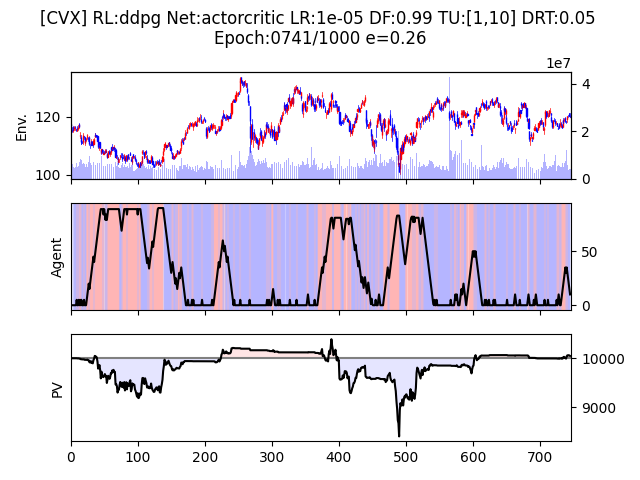 [CVX] RL:ddpg Net:actorcritic LR:1e-05 DF:0.99 TU:[1,10] DRT:0.05
Epoch:0741/1000 e=0.26
1e7
Env.
120
100
4
2
0
Agent
50
0
PV
10000
9000
0 100 200 300 400 500 600 700